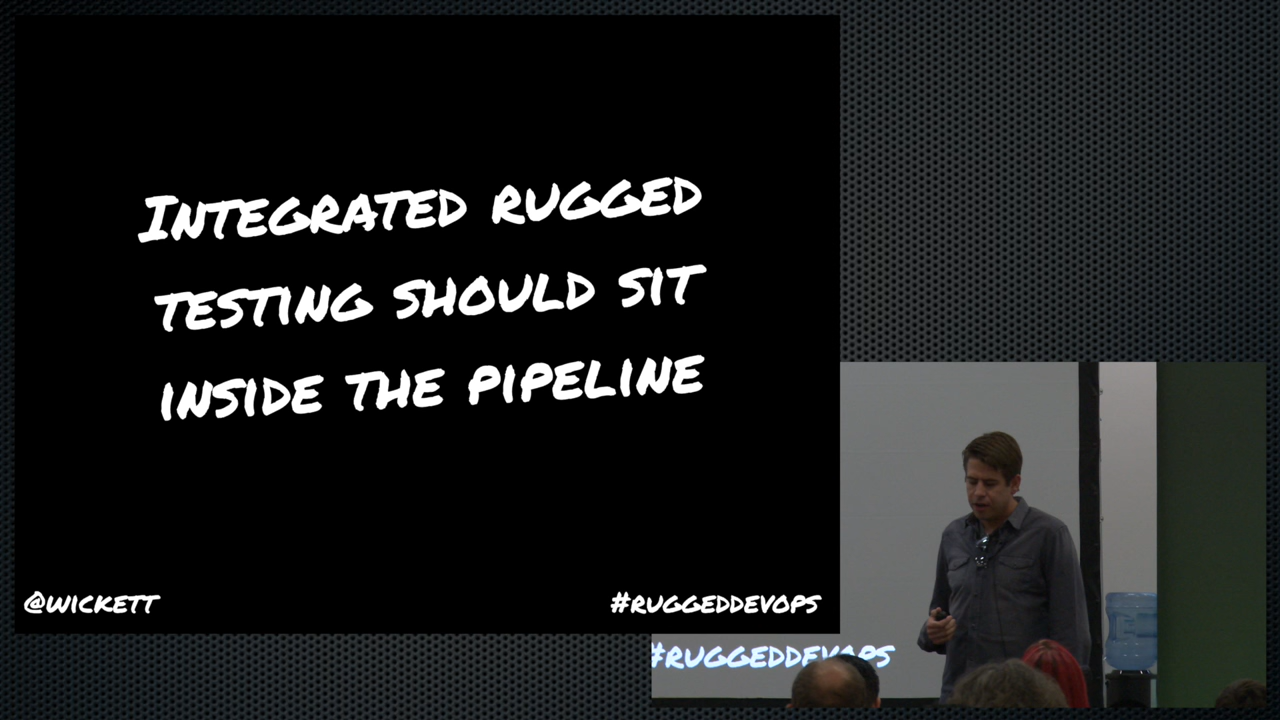 INTEGRATED RUGGED
TESTING SHOULD SIT
INSIDE THE PIPELINE
@WICKETT
#RUGGEDDEVOPS
#RUGGEDDEVOPS